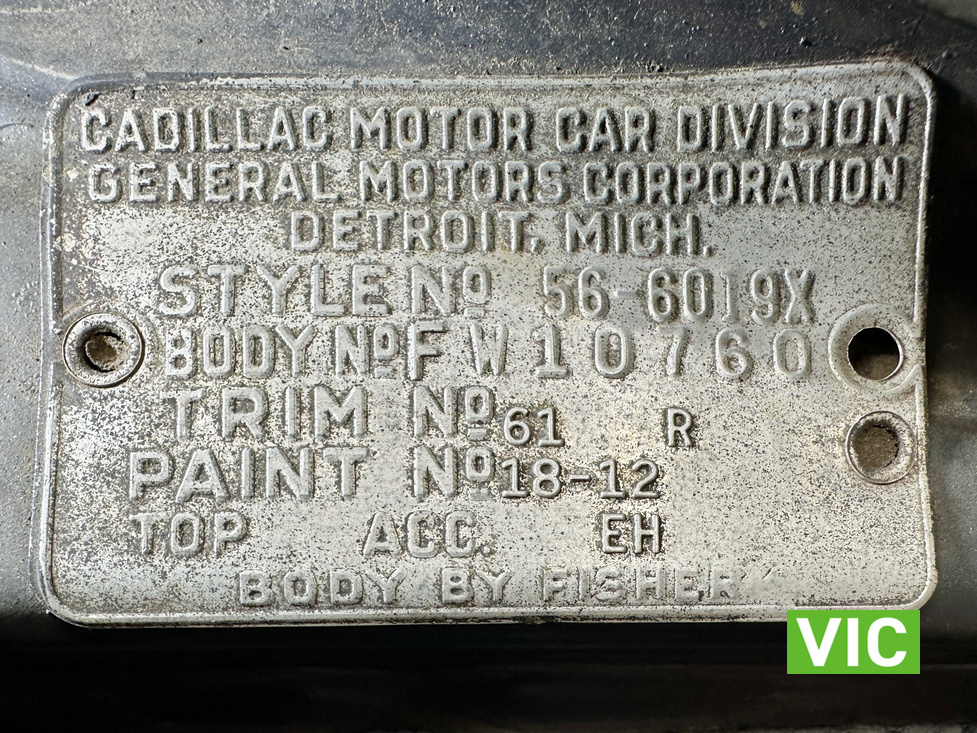 CADILLAC MOTOR CAR DIVISION
GENERAL MOTORS CORPORATION
DETROIT, MICH.
STYLE Nº 56-6019X
BODY Nº FW10760
TRIM Nº 61 R
PAINT Nº 18-12
TOP ACC. EH
BODY BY FISHER
VIC